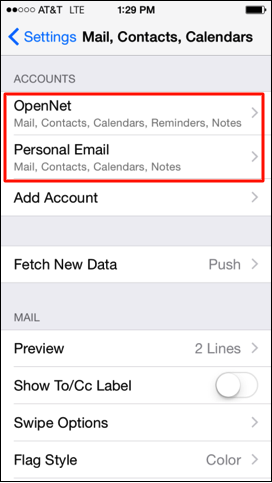 AT&T LTE 1:29 PM
Settings Mail, Contacts, Calendars
ACCOUNTS
OpenNet
Mail, Contacts, Calendars, Reminders, Notes
Personal Email
Mail, Contacts, Calendars, Notes
Add Account
Fetch New Data Push
MAIL
Preview 2 Lines
Show To/Cc Label
Swipe Options
Flag Style Color